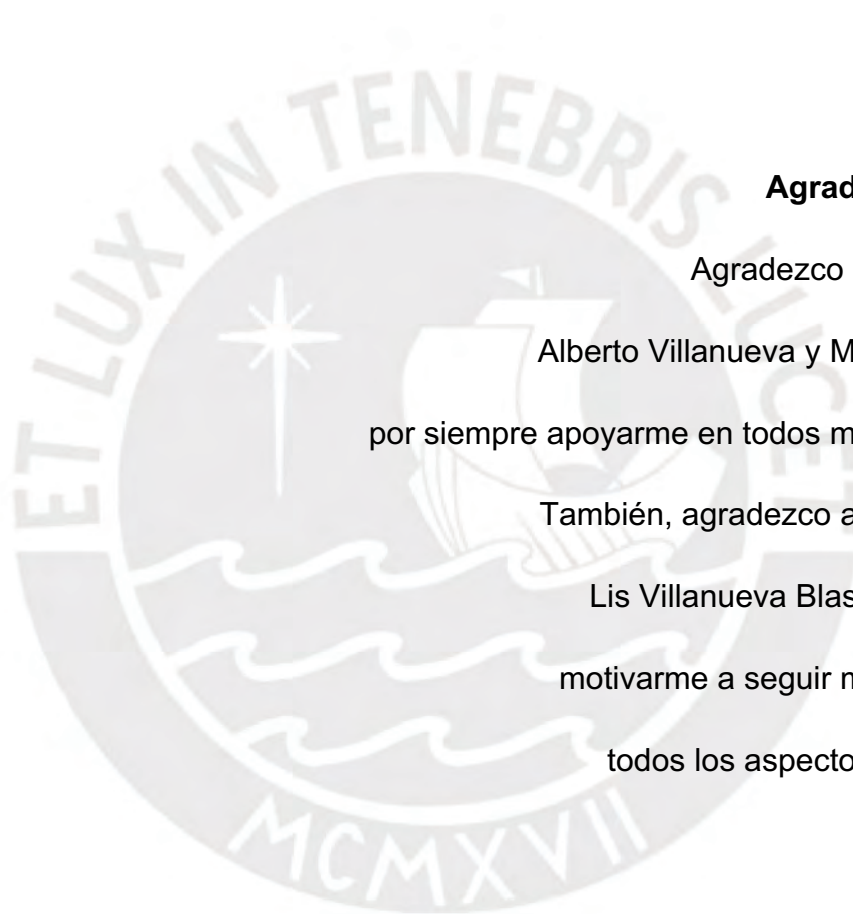 ET LUX IN TENEBRIS LUCET
MCMXVII
Agrad
Agradezco
Alberto Villanueva y M
por siempre apoyarme en todos m
También, agradezco a
Lis Villanueva Blas
motivarme a seguir m
todos los aspecto